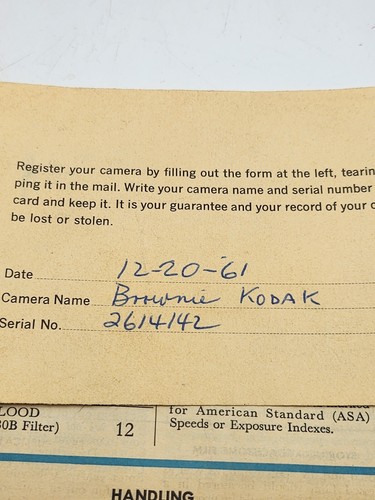 Register your camera by filling out the form at the left, tearin
ping it in the mail. Write your camera name and serial number
card and keep it. It is your guarantee and your record of your c
be lost or stolen.
Date 12-20-61
Camera Name Brownie KODAK
Serial No. 2614142
LOOD
0B Filter) 12
for American Standard (ASA)
Speeds or Exposure Indexes.
HANDLING